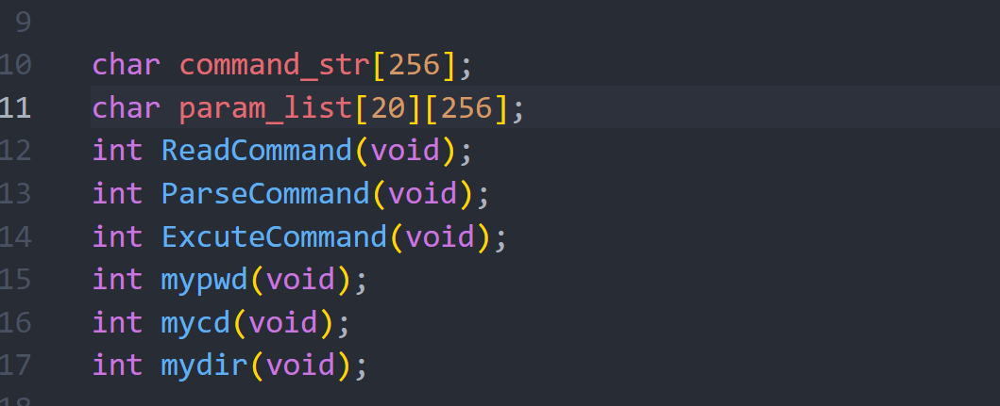 9
10 char command_str[256];
11 char param_list[20][256];
12 int ReadCommand(void);
13 int ParseCommand(void);
14 int ExcuteCommand(void);
15 int mypwd(void);
16 int mycd(void);
17 int mydir(void);